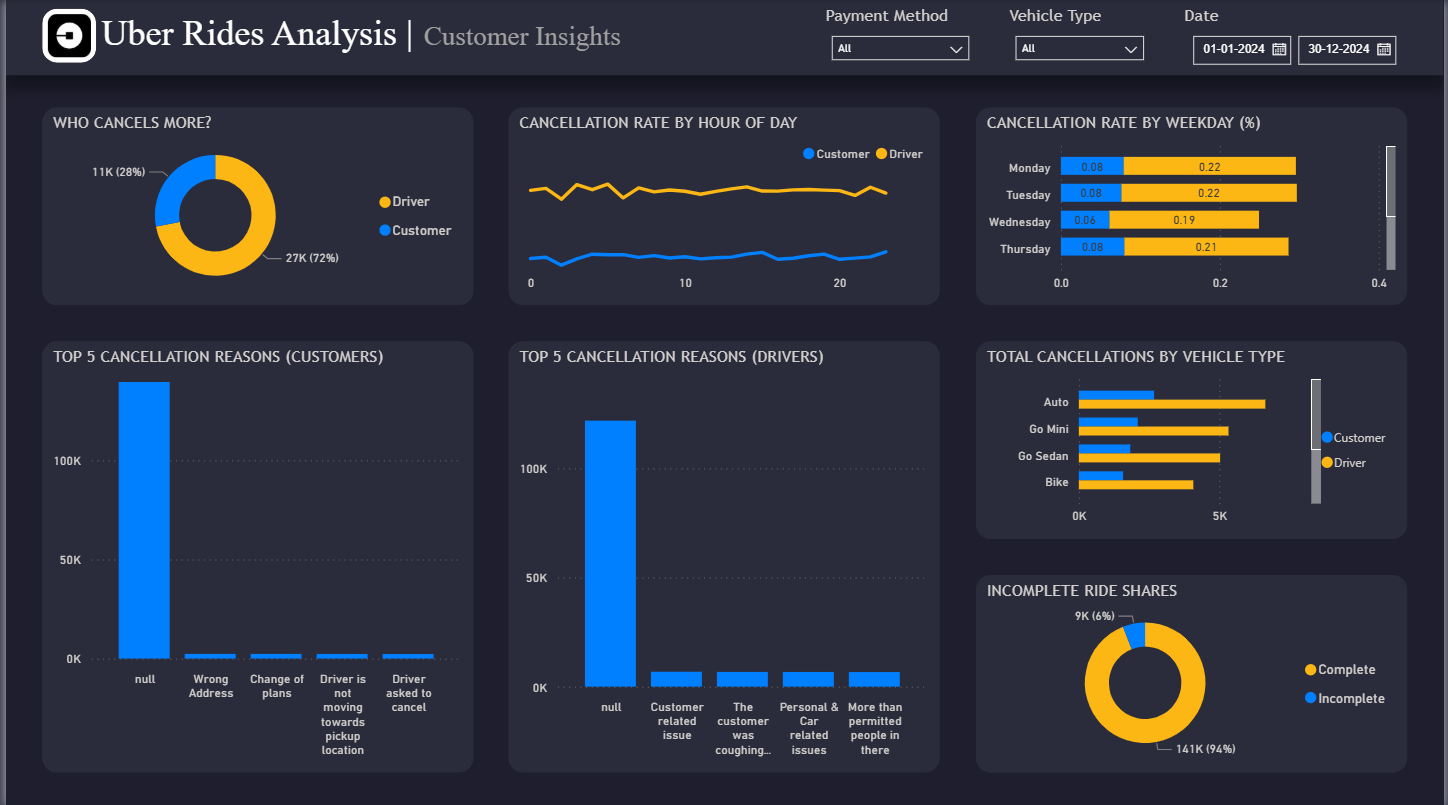 Uber Rides Analysis | Customer Insights
Payment Method
All
Vehicle Type
All
Date
01-01-2024
30-12-2024
WHO CANCELS MORE?
11K (28%)
27K (72%)
Driver
Customer
CANCELLATION RATE BY HOUR OF DAY
Customer Driver
0 10 20
CANCELLATION RATE BY WEEKDAY (%)
Monday 0.08 0.22
Tuesday 0.08 0.22
Wednesday 0.06 0.19
Thursday 0.08 0.21
0.0 0.2 0.4
TOP 5 CANCELLATION REASONS (CUSTOMERS)
100K
50K
0K
null
Wrong
Address
Change of
plans
Driver is
not
moving
towards
pickup
location
Driver
asked to
cancel
TOP 5 CANCELLATION REASONS (DRIVERS)
100K
50K
0K
null
Customer
related
issue
The
customer
was
coughing...
Personal &
Car
related
issues
More than
permitted
people in
there
TOTAL CANCELLATIONS BY VEHICLE TYPE
Auto
Go Mini
Go Sedan
Bike
0K 5K
Customer
Driver
INCOMPLETE RIDE SHARES
9K (6%)
141K (94%)
Complete
Incomplete